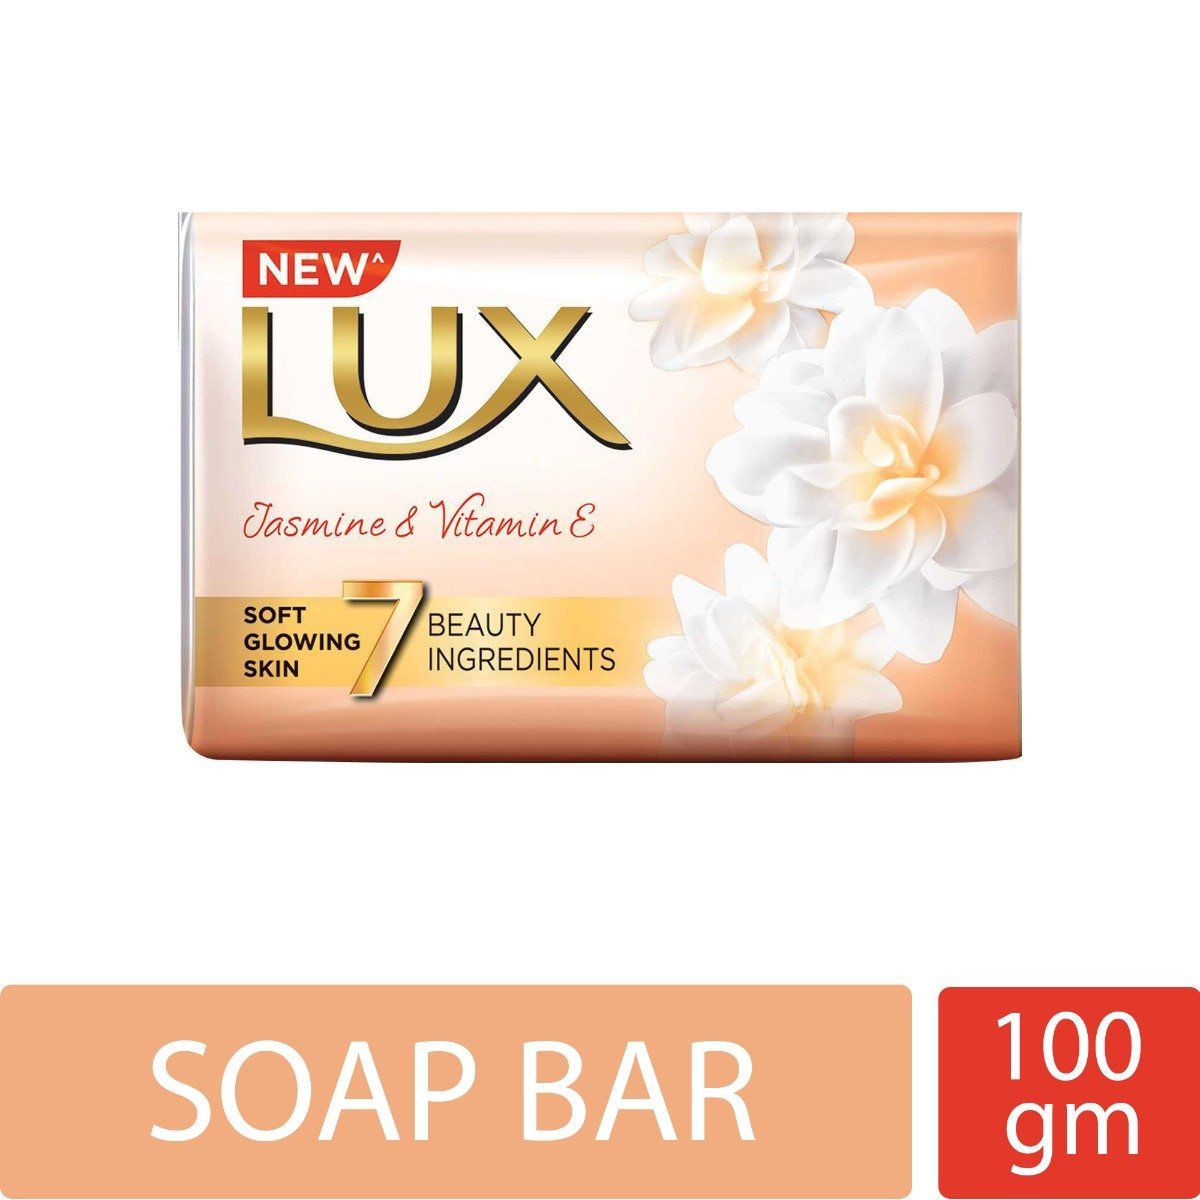 NEW^
LUX
Jasmine & Vitamin E
SOFT
GLOWING
SKIN
7
BEAUTY
INGREDIENTS
SOAP BAR
100
gm